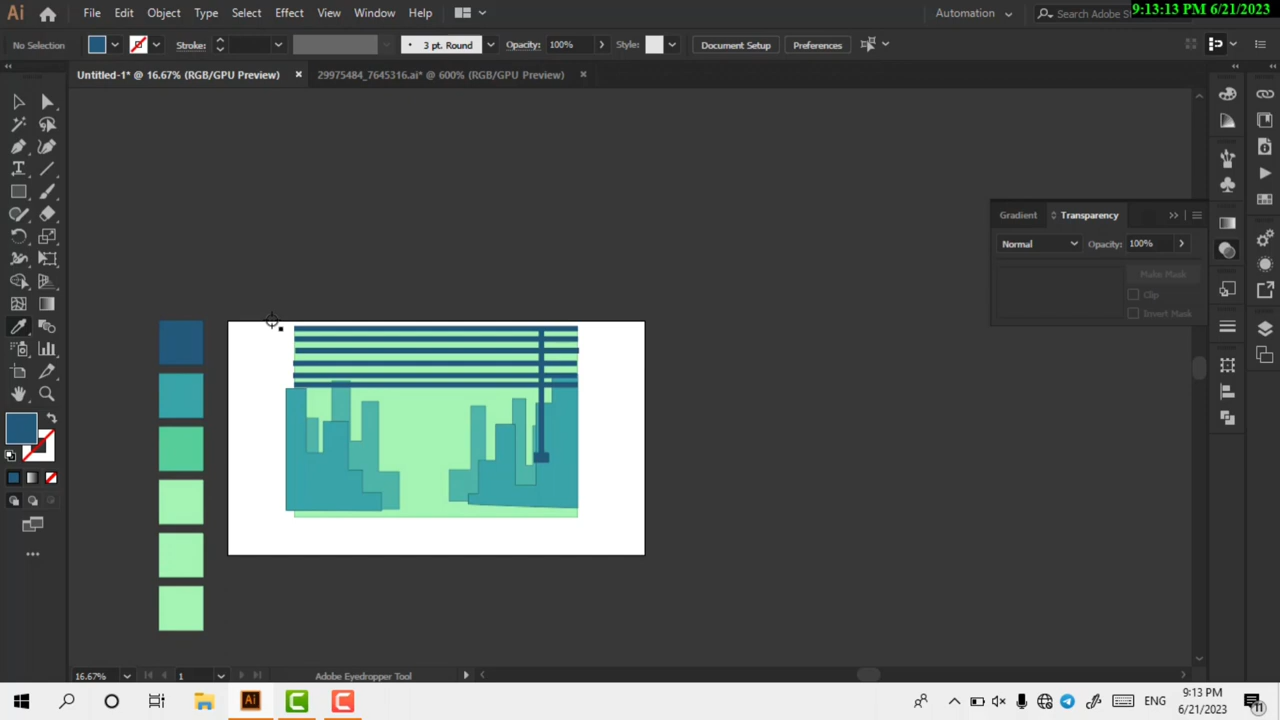 Ai File Edit Object Type Select Effect View Window Help Automation Search Adobe St 9:13:13 PM 6/21/2023
No Selection Stroke: 3 pt. Round Opacity: 100% Style: Document Setup Preferences
Untitled-1* @ 16.67% (RGB/GPU Preview) × 29975484_7645316.ai* @ 600% (RGB/GPU Preview) ×
Gradient Transparency
Normal Opacity: 100%
Make Mask
Clip
Invert Mask
16.67% 1 Adobe Eyedropper Tool
Ai ENG 9:13 PM
6/21/2023 11